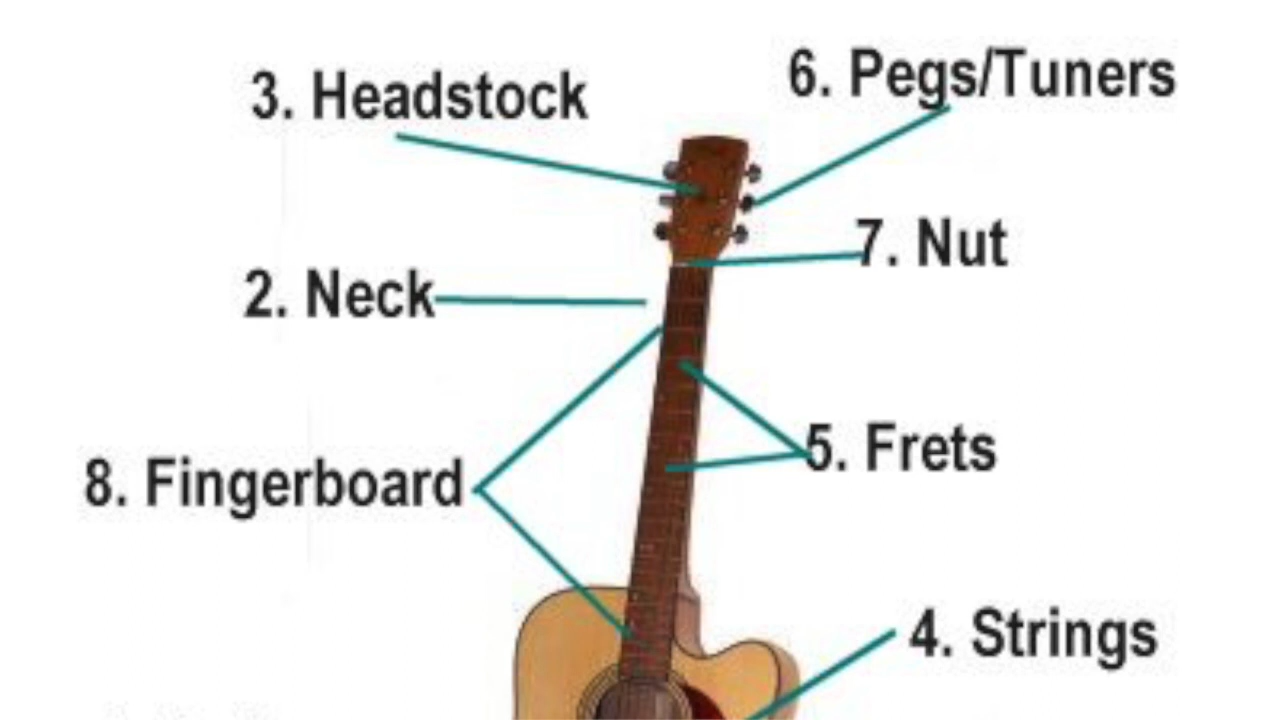 3. Headstock
6. Pegs/Tuners
7. Nut
2. Neck
5. Frets
8. Fingerboard
4. Strings